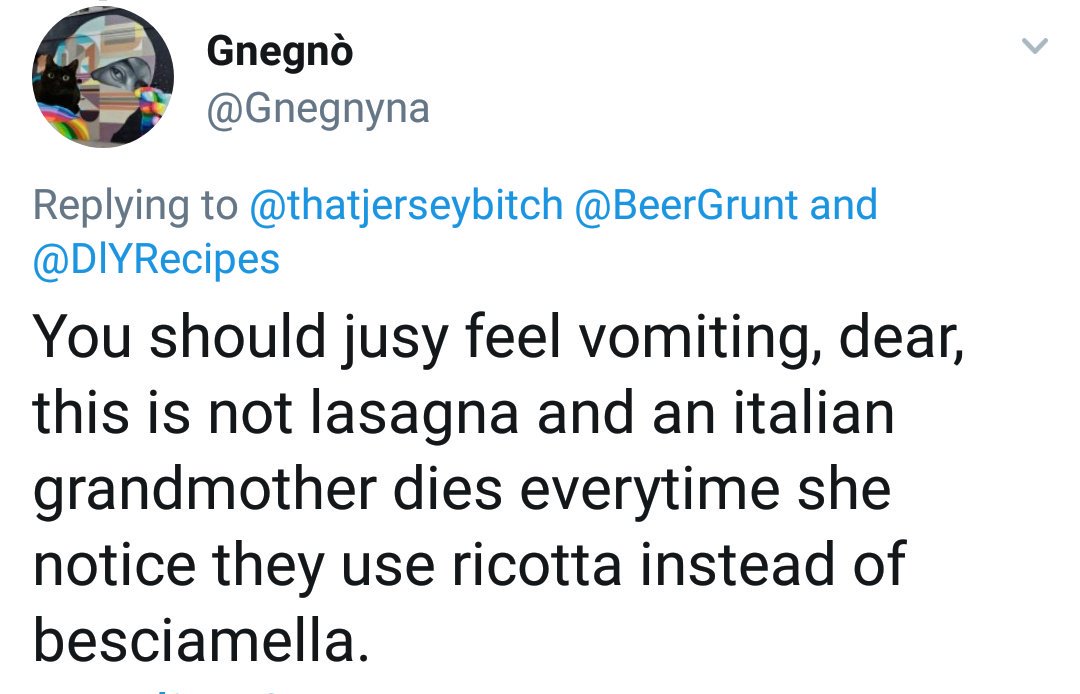 Gnegnò
@Gnegnyna
Replying to @thatjerseybitch @BeerGrunt and
@DlYRecipes
You should jusy feel vomiting, dear,
this is not lasagna and an italian
grandmother dies everytime she
notice they use ricotta instead of
besciamella.